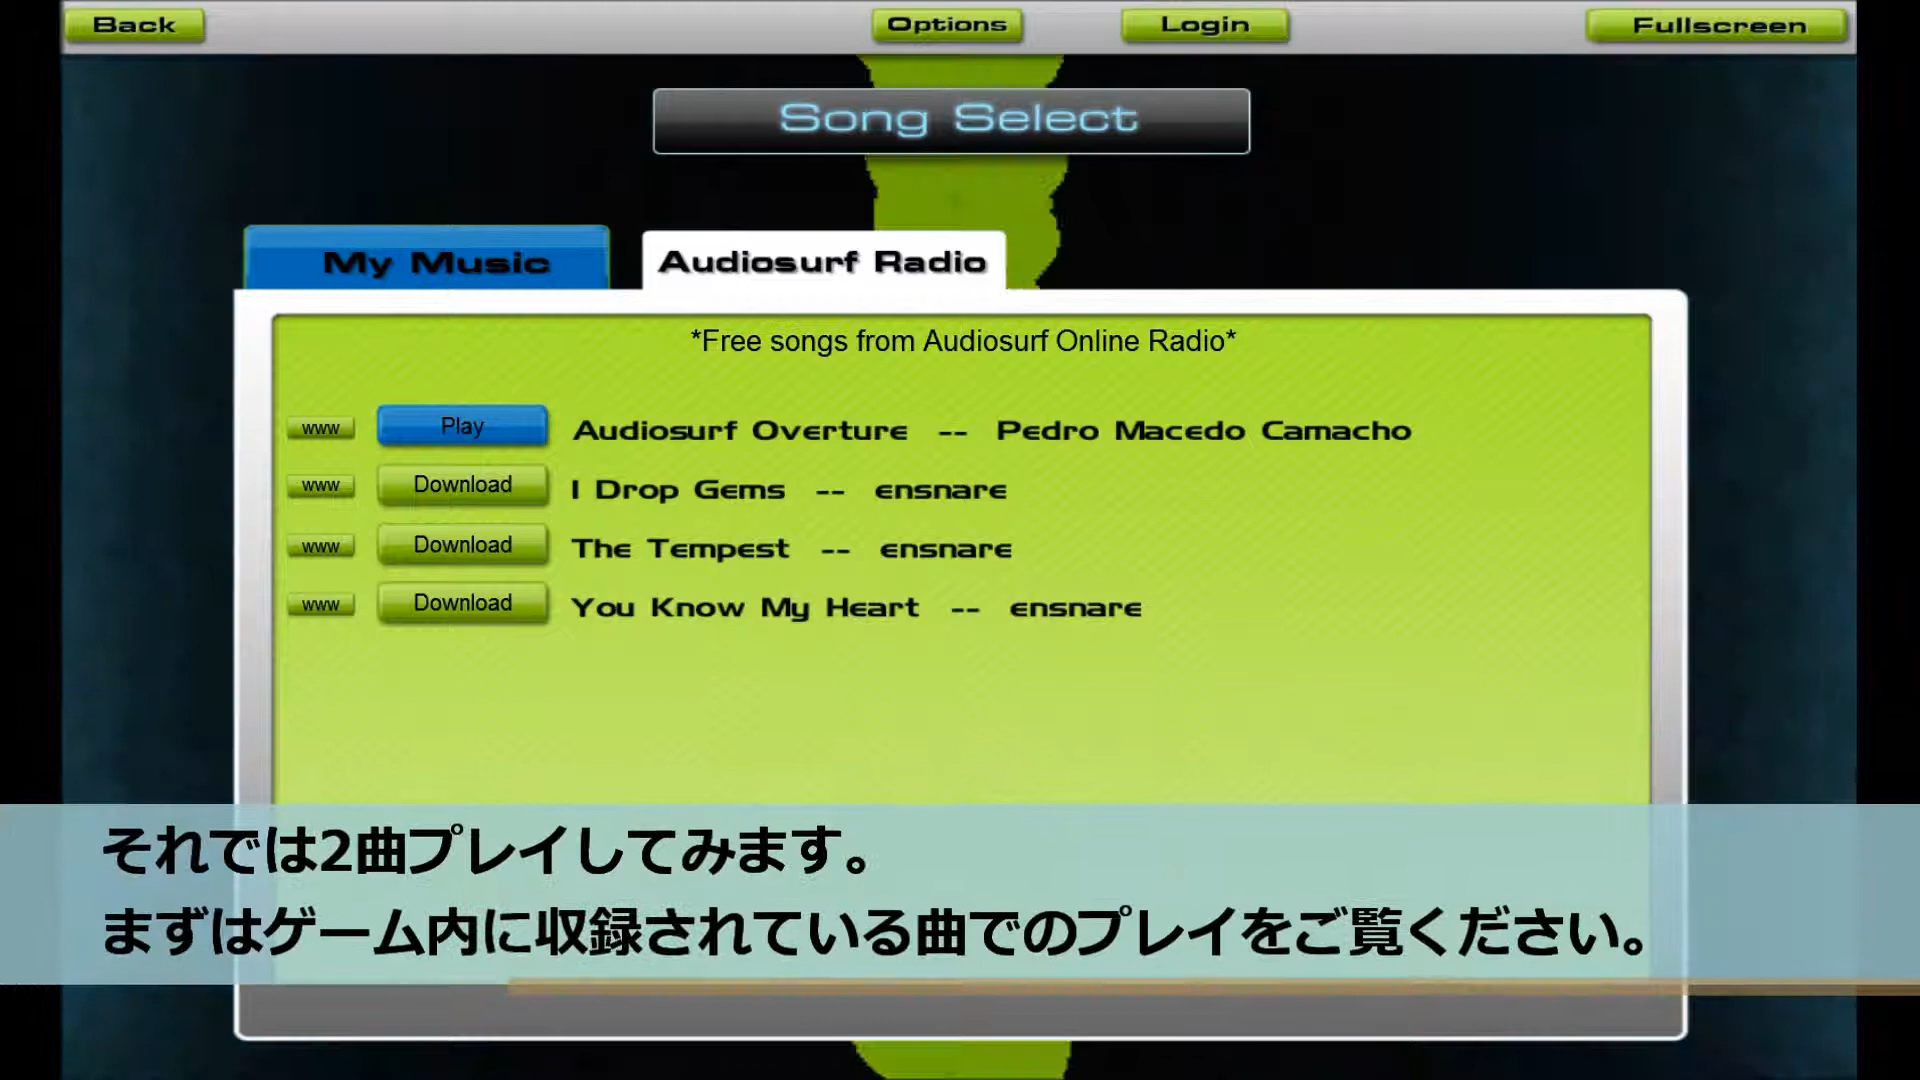 Back
Options
Login
Fullscreen
Song Select
My Music
Audiosurf Radio
*Free songs from Audiosurf Online Radio*
www Play Audiosurf Overture -- Pedro Macedo Camacho
www Download I Drop Gems -- ensnare
www Download The Tempest -- ensnare
www Download You Know My Heart -- ensnare
それでは2曲プレイしてみます。
まずはゲーム内に収録されている曲でのプレイをご覧ください。